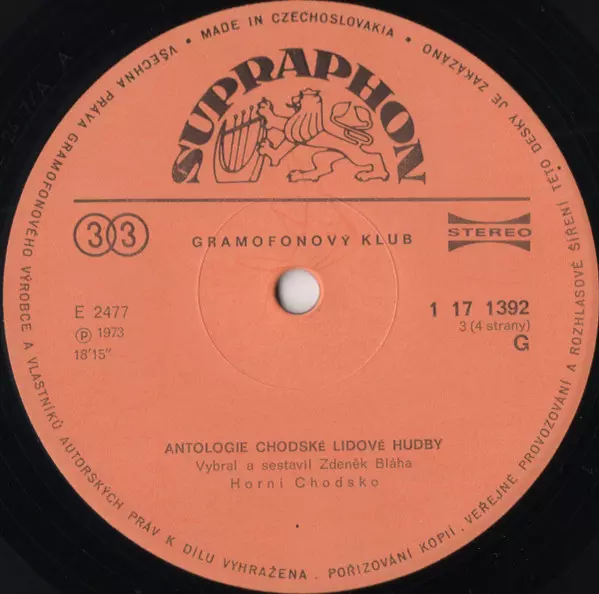 VŠECHNA PRÁVA GRAMOFONOVÉHO VÝROBCE A VLASTNÍKŮ AUTORSKÝCH PRÁV K DÍLU VYHRAŽENA . POŘIZOVÁNÍ KOPIÍ . VEŘEJNÉ PROVOZOVÁNÍ A ROZHLASOVÉ ŠÍŘENÍ TÉTO DESKY JE ZAKÁZÁNO
• MADE IN CZECHOSLOVAKIA •
SUPRAPHON
33
GRAMOFONOVÝ KLUB
STEREO
E 2477
Ⓟ 1973
18'15"
1 17 1392
3 (4 strany)
G
ANTOLOGIE CHODSKÉ LIDOVÉ HUDBY
Vybral a sestavil Zdeněk Bláha
Horní Chodsko